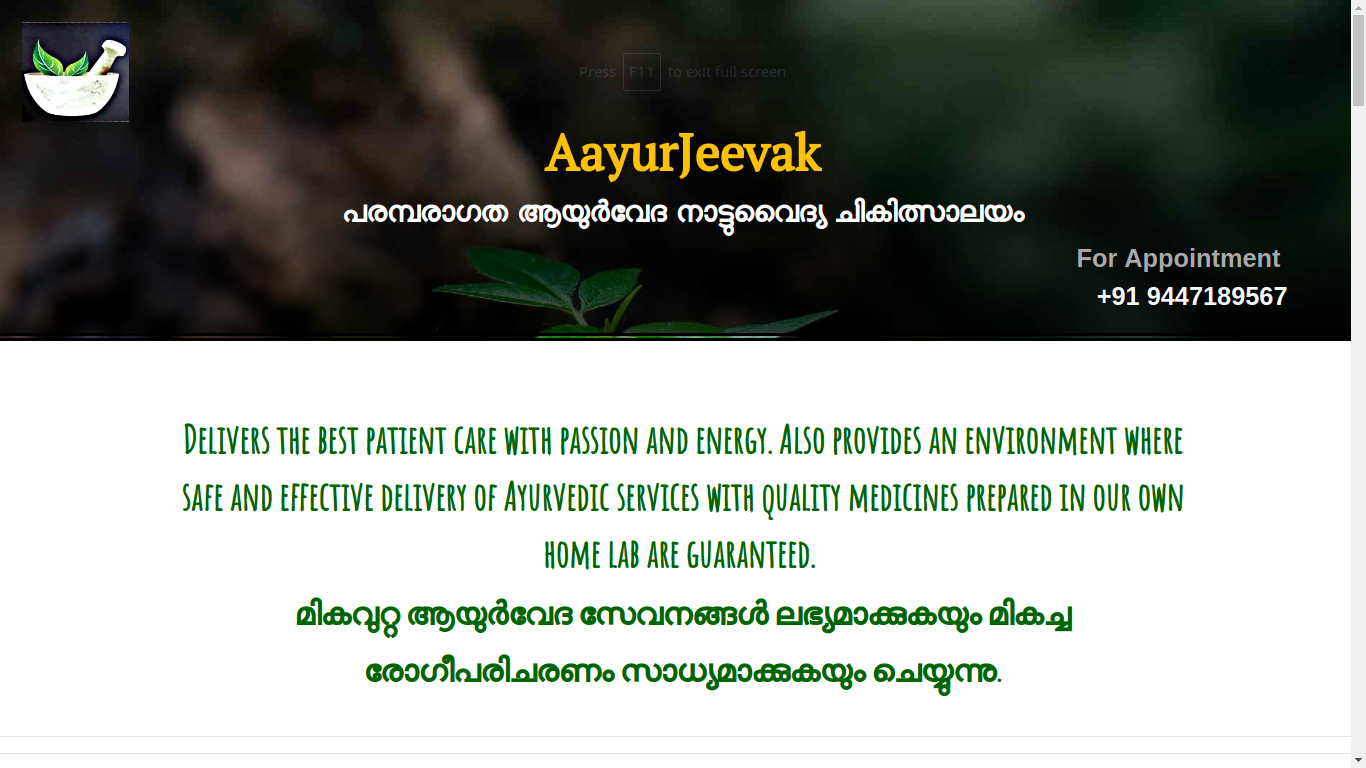 Press F11 to exit full screen
AayurJeevak
പരമ്പരാഗത ആയുർവേദ നാട്ടുവൈദ്യ ചികിത്സാലയം
For Appointment
+91 9447189567
Delivers the best patient care with passion and energy. Also provides an environment where
safe and effective delivery of Ayurvedic services with quality medicines prepared in our own
home lab are guaranteed.
മികവുറ്റ ആയുർവേദ സേവനങ്ങൾ ലഭ്യമാക്കുകയും മികച്ച
രോഗീപരിചരണം സാധ്യമാക്കുകയും ചെയ്യുന്നു.